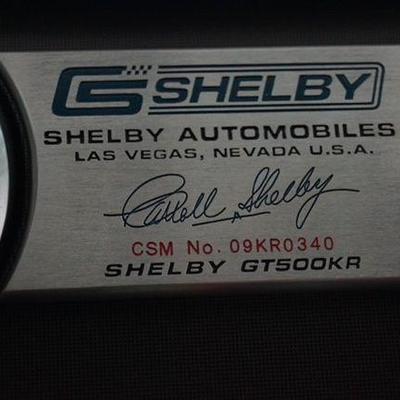 CS SHELBY
SHELBY AUTOMOBILES
LAS VEGAS, NEVADA U.S.A.
Carroll Shelby
CSM No. 09KR0340
SHELBY GT500KR